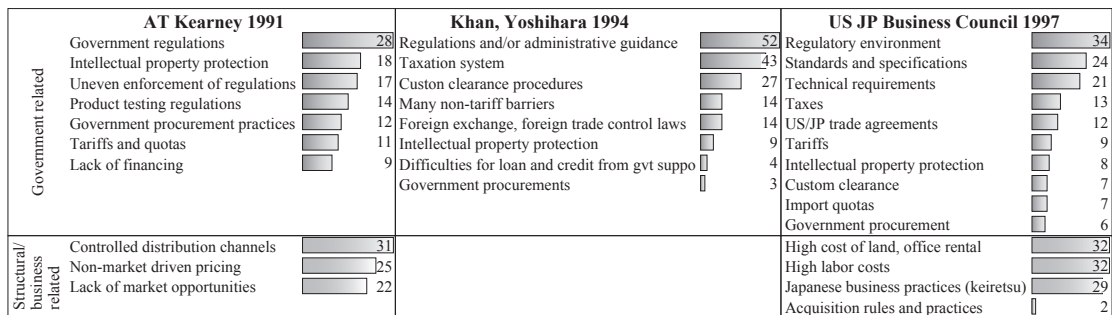 AT Kearney 1991
Khan, Yoshihara 1994
US JP Business Council 1997
Government related
Government regulations 28
Intellectual property protection 18
Uneven enforcement of regulations 17
Product testing regulations 14
Government procurement practices 12
Tariffs and quotas 11
Lack of financing 9
Regulations and/or administrative guidance 52
Taxation system 43
Custon clearance procedures 27
Many non-tariff barriers 14
Foreign exchange, foreign trade control laws 14
Intellectual property protection 9
Difficulties for loan and credit from gvt suppo 4
Government procurements 3
Regulatory environment 34
Standards and specifications 24
Technical requirements 21
Taxes 13
US/JP trade agreements 12
Tariffs 9
Intellectual property protection 8
Custom clearance 7
Import quotas 7
Government procurement 6
Structural/
business
related
Controlled distribution channels 31
Non-market driven pricing 25
Lack of market opportunities 22
High cost of land, office rental 32
High labor costs 32
Japanese business practices (keiretsu) 29
Acquisition rules and practices 2